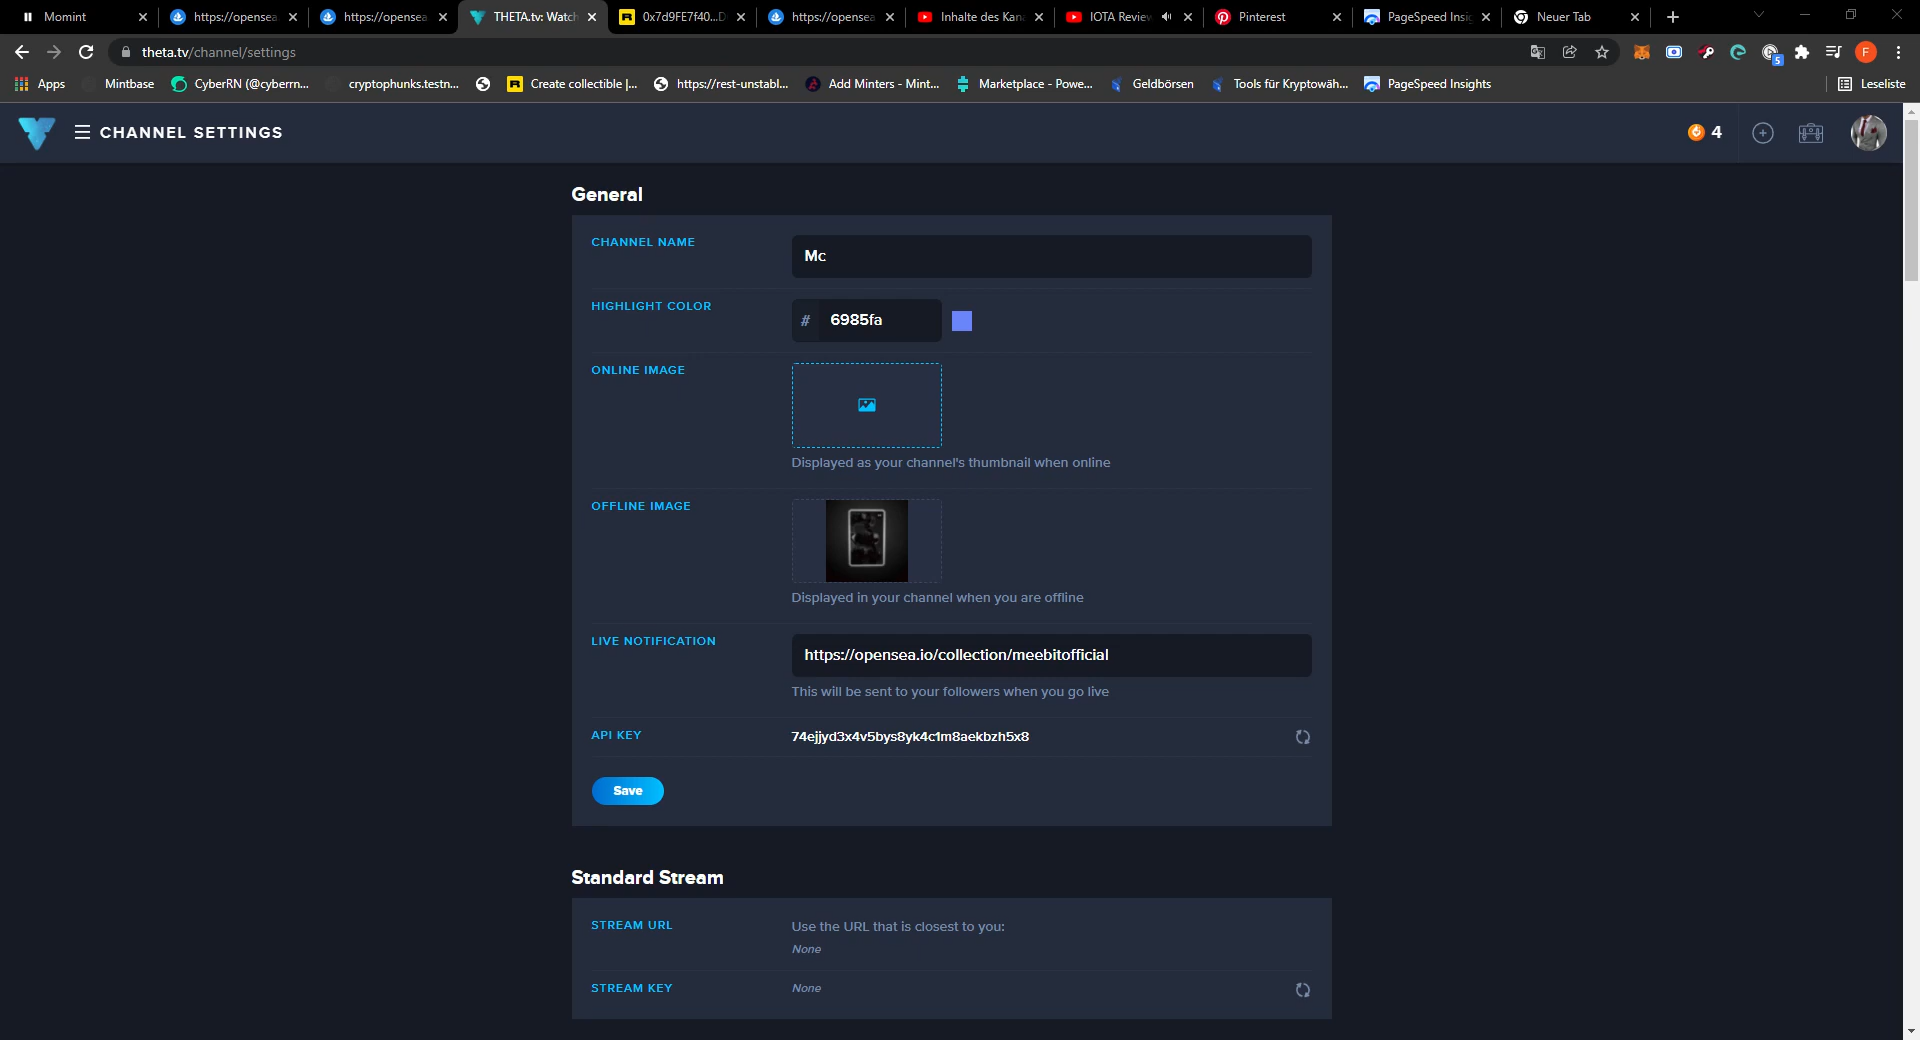 Momint
https://opensea
https://opensea
THETA.tv: Watch
0x7d9FE7f40...D
https://opensea
Inhalte des Kana
IOTA Review
Pinterest
PageSpeed Insig
Neuer Tab
theta.tv/channel/settings
F
5
Apps
Mintbase
CyberRN (@cyberrn...
cryptophunks.testn...
Create collectible |...
https://rest-unstabl...
Add Minters - Mint...
Marketplace - Powe...
Geldbörsen
Tools für Kryptowäh...
PageSpeed Insights
Leseliste
CHANNEL SETTINGS
4
General
CHANNEL NAME
Mc
HIGHLIGHT COLOR
# 6985fa
ONLINE IMAGE
Displayed as your channel's thumbnail when online
OFFLINE IMAGE
Displayed in your channel when you are offline
LIVE NOTIFICATION
https://opensea.io/collection/meebitofficial
This will be sent to your followers when you go live
API KEY
74ejjyd3x4v5bys8yk4c1m8aekbzh5x8
Save
Standard Stream
STREAM URL
Use the URL that is closest to you:
None
STREAM KEY
None